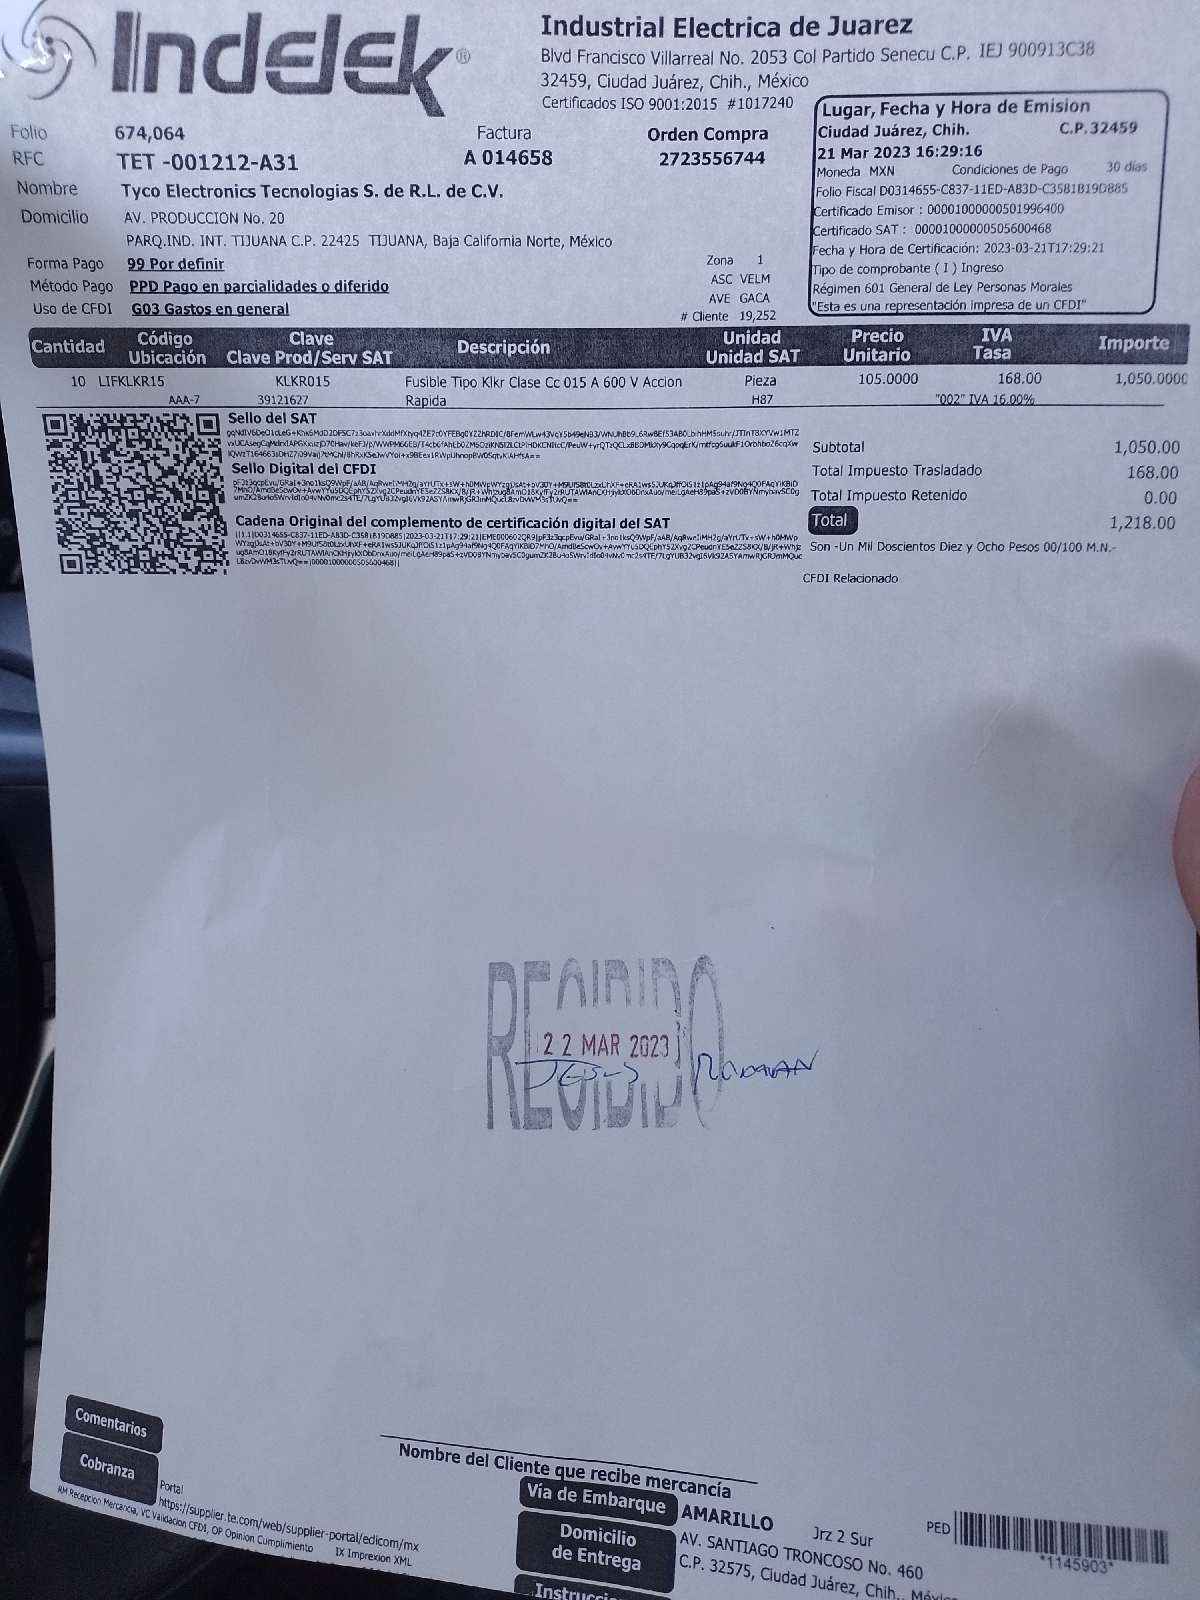 Indelek®
Industrial Electrica de Juarez
Blvd Francisco Villarreal No. 2053 Col Partido Senecu C.P. IEJ 900913C38
32459, Ciudad Juárez, Chih., México
Certificados ISO 9001:2015 #1017240
Folio 674,064
Factura
Orden Compra
RFC TET -001212-A31
A 014658
2723556744
Nombre Tyco Electronics Tecnologias S. de R.L. de C.V.
Domicilio AV. PRODUCCION No. 20
PARQ.IND. INT. TIJUANA C.P. 22425 TIJUANA, Baja California Norte, México
Forma Pago 99 Por definir
Método Pago PPD Pago en parcialidades o diferido
Uso de CFDI G03 Gastos en general
Zona 1
ASC VELM
AVE GACA
# Cliente 19,252
Lugar, Fecha y Hora de Emision
Ciudad Juárez, Chih. C.P. 32459
21 Mar 2023 16:29:16
Moneda MXN Condiciones de Pago 30 días
Folio Fiscal D0314655-C837-11ED-A83D-C3581B19D885
Certificado Emisor : 00001000000501996400
Certificado SAT : 00001000000505600468
Fecha y Hora de Certificación: 2023-03-21T17:29:21
Tipo de comprobante ( I ) Ingreso
Régimen 601 General de Ley Personas Morales
"Esta es una representación impresa de un CFDI"
Cantidad Código Ubicación Clave Clave Prod/Serv SAT Descripción Unidad Unidad SAT Precio Unitario IVA Tasa Importe
10 LIFKLKR15 KLKR015 Fusible Tipo Klkr Clase Cc 015 A 600 V Accion Pieza 105.0000 168.00 1,050.0000
AAA-7 39121627 Rapida H87 "002" IVA 16.00%
Sello del SAT
Sello Digital del CFDI
Cadena Original del complemento de certificación digital del SAT
Subtotal 1,050.00
Total Impuesto Trasladado 168.00
Total Impuesto Retenido 0.00
Total 1,218.00
Son -Un Mil Doscientos Diez y Ocho Pesos 00/100 M.N.-
CFDI Relacionado
RECIBIDO
22 MAR 2023
Jesus
Comentarios
Cobranza
Portal
https://supplier.te.com/web/supplier-portal/edicom/mx
RM Recepcion Mercancia, VC Validacion CFDI, OP Opinion Cumplimiento IX Imprexion XML
Nombre del Cliente que recibe mercancía
Vía de Embarque AMARILLO Jrz 2 Sur
Domicilio de Entrega
AV. SANTIAGO TRONCOSO No. 460
C.P. 32575, Ciudad Juárez, Chih., Méxi
PED
*1145903*